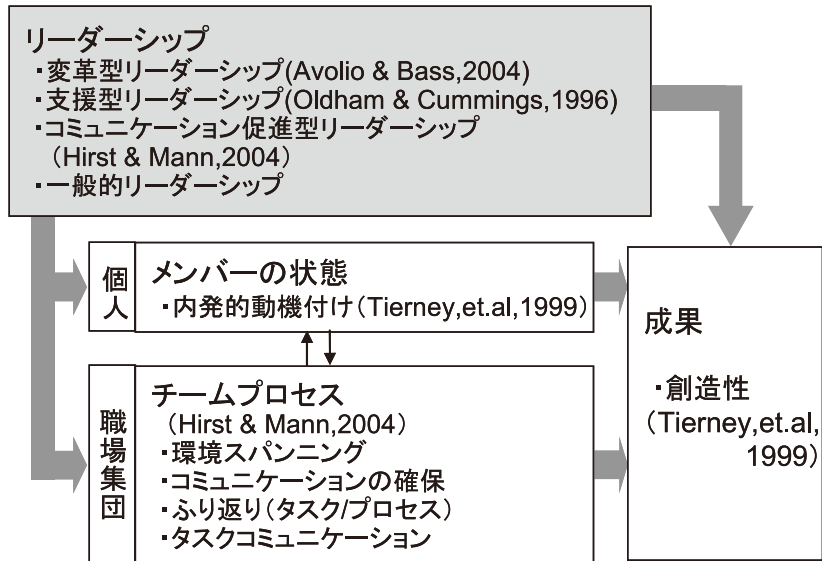 リーダーシップ
・変革型リーダーシップ(Avolio & Bass,2004)
・支援型リーダーシップ(Oldham & Cummings,1996)
・コミュニケーション促進型リーダーシップ
（Hirst & Mann,2004）
・一般的リーダーシップ
個人
メンバーの状態
・内発的動機付け（Tierney,et.al,1999）
職場集団
チームプロセス
（Hirst & Mann,2004）
・環境スパンニング
・コミュニケーションの確保
・ふり返り（タスク/プロセス）
・タスクコミュニケーション
成果
・創造性
（Tierney,et.al,
1999）